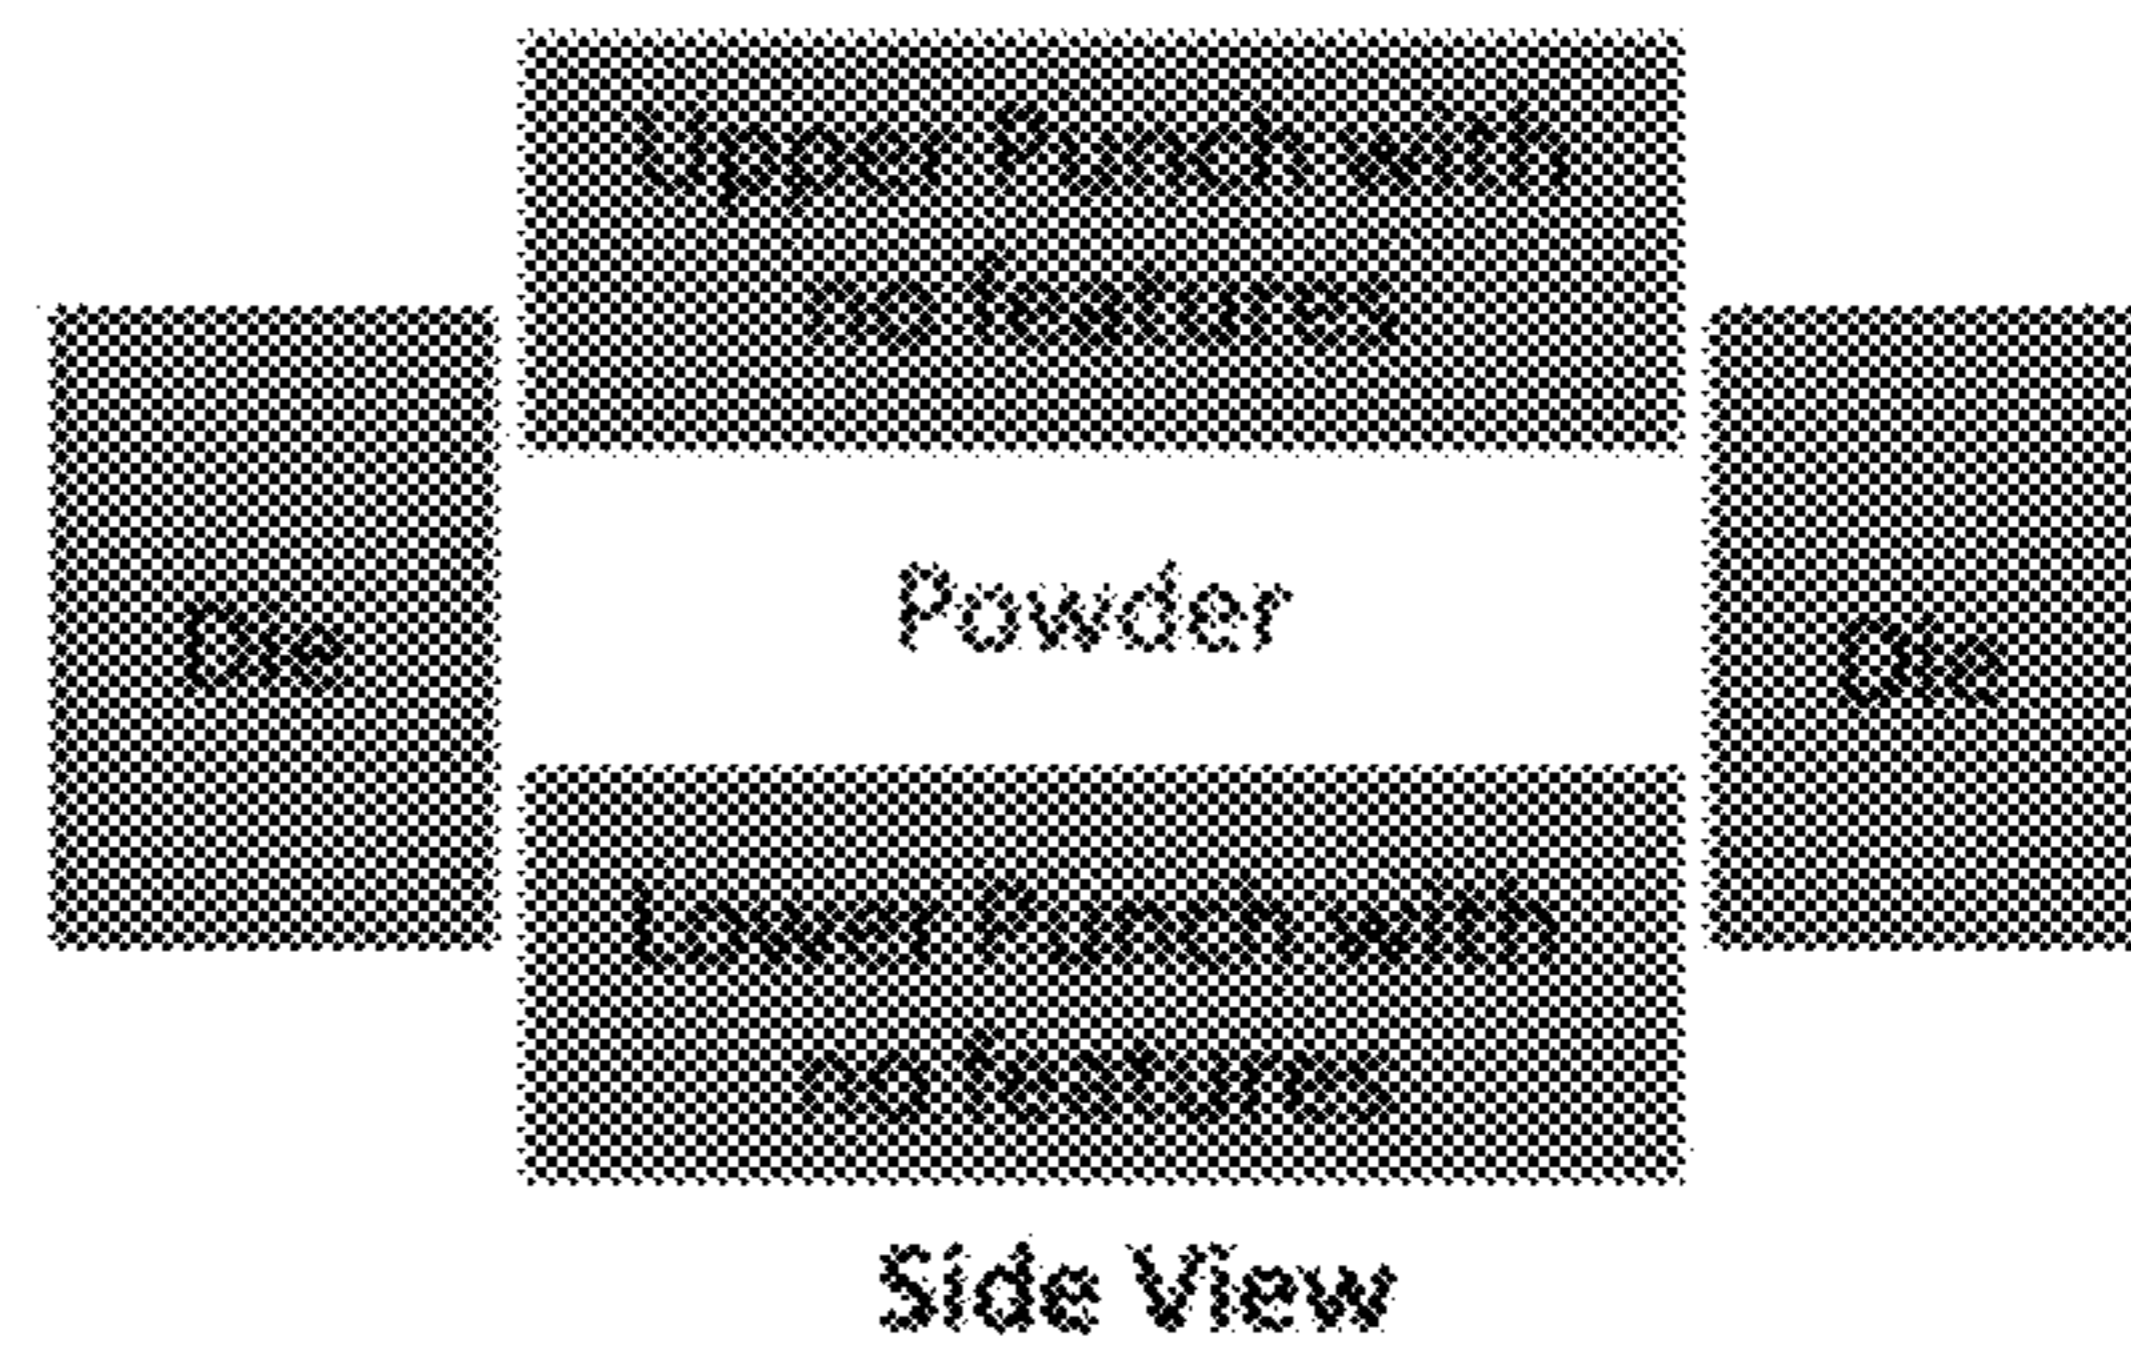 Upper Punch with
no features
Die
Powder
Die
Lower Punch with
no features
Side View